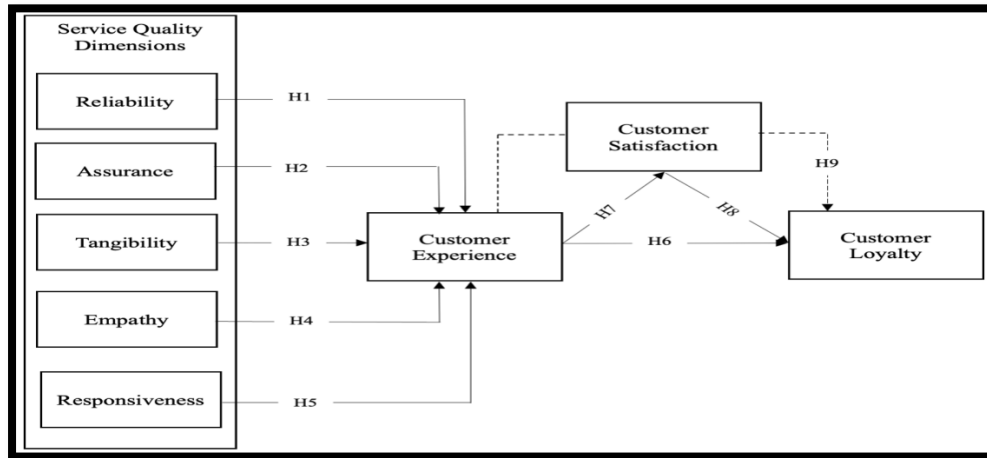 Service Quality
Dimensions
Reliability
H1
Assurance
H2
Tangibility
H3
Empathy
H4
Responsiveness
H5
Customer
Experience
Customer
Satisfaction
H7
H8
H6
H9
Customer
Loyalty